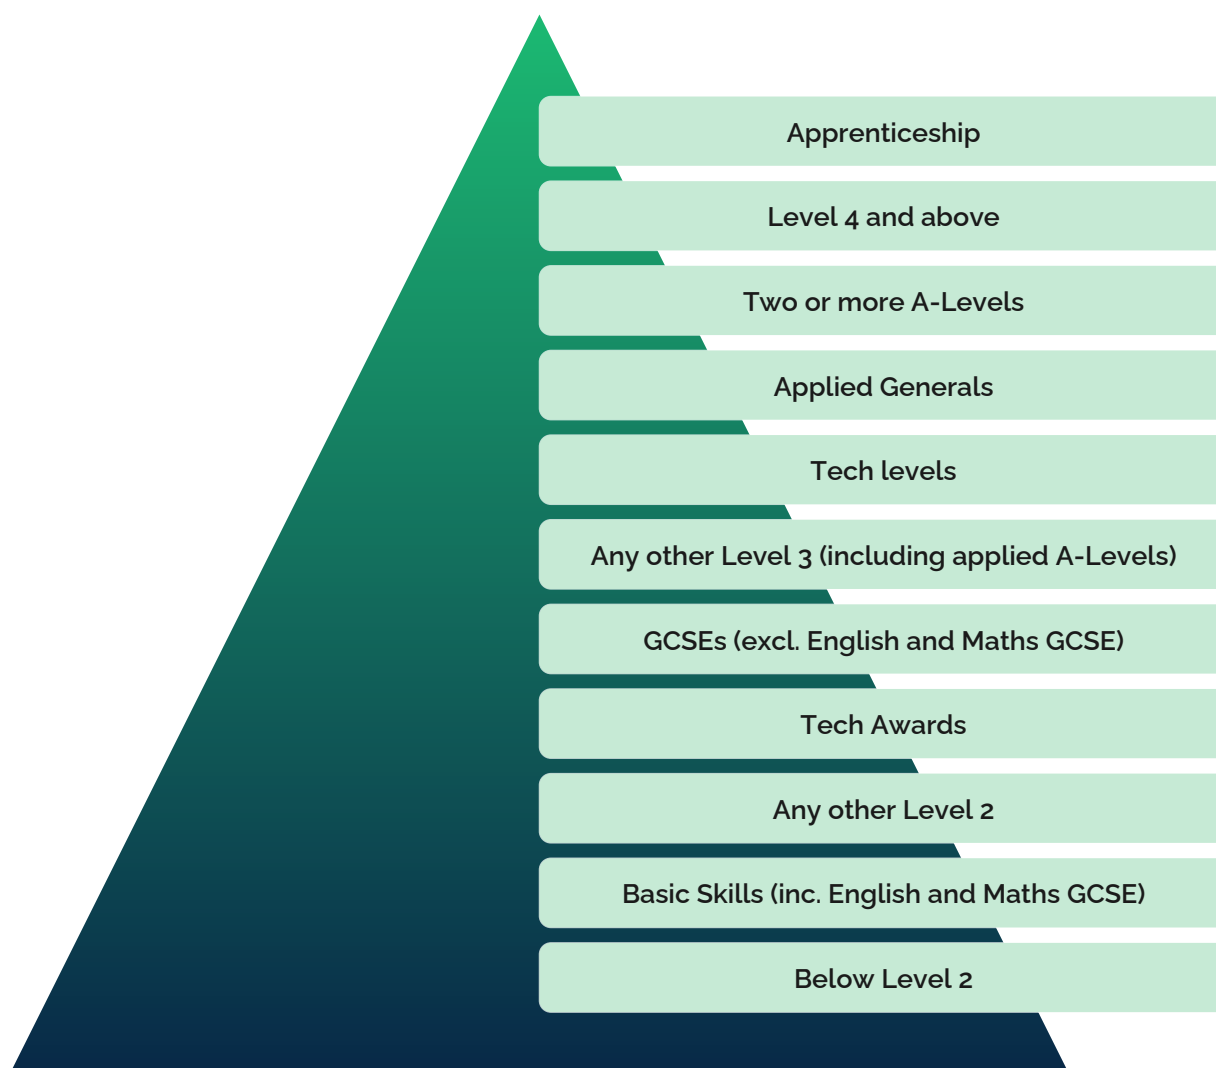 Apprenticeship
Level 4 and above
Two or more A-Levels
Applied Generals
Tech levels
Any other Level 3 (including applied A-Levels)
GCSEs (excl. English and Maths GCSE)
Tech Awards
Any other Level 2
Basic Skills (inc. English and Maths GCSE)
Below Level 2